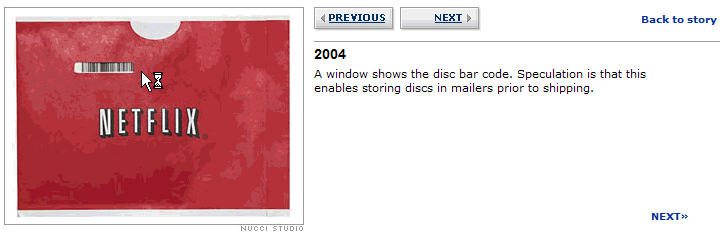 NETFLIX
NUCCI STUDIO
PREVIOUS
NEXT
Back to story
2004
A window shows the disc bar code. Speculation is that this
enables storing discs in mailers prior to shipping.
NEXT»